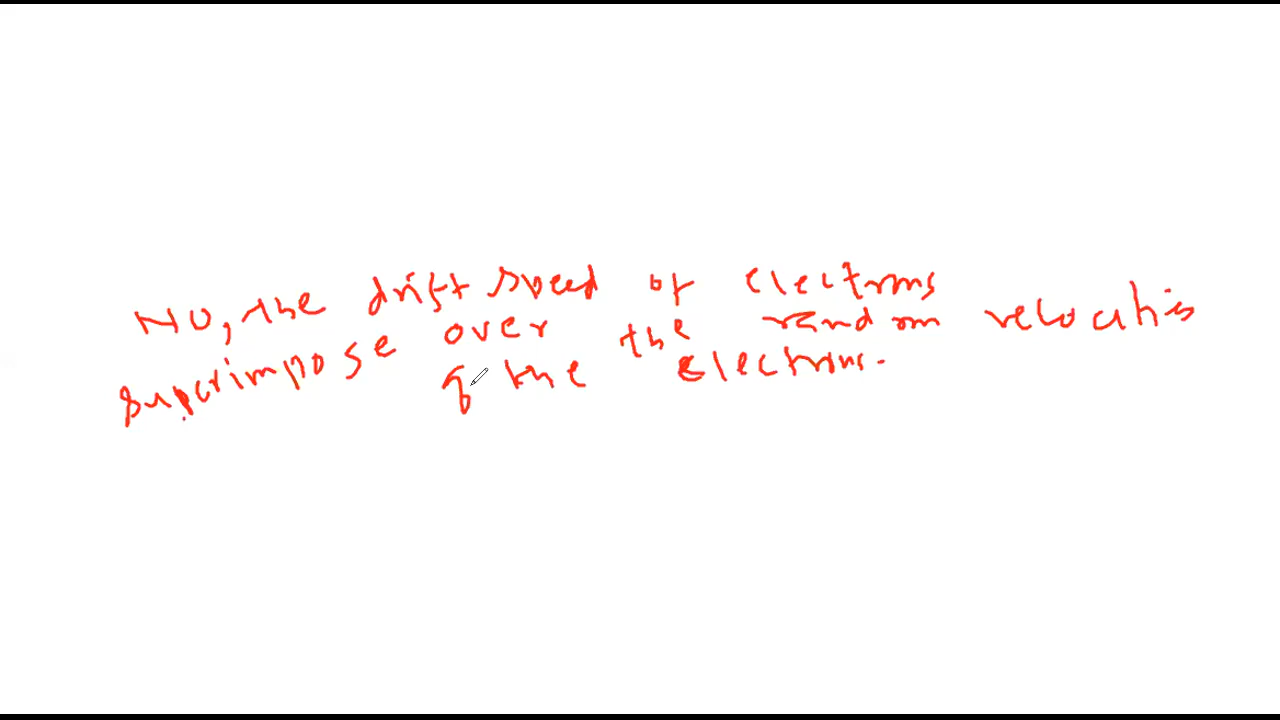 No, the drift speed of electrons
superimpose over the random velocities
of the electrons.